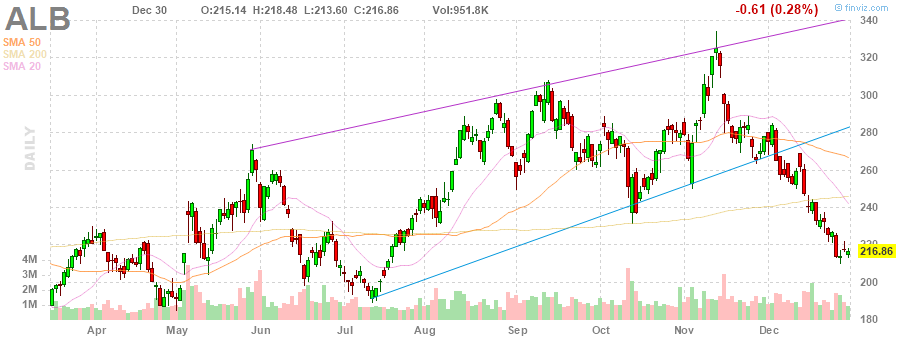 ALB Dec 30 O:215.14 H:218.48 L:213.60 C:216.86 Vol:951.8K -0.61 (0.28%) finviz.com
SMA 50
SMA 200
SMA 20
DAILY
340
320
300
280
260
240
220
216.86
200
180
4M
3M
2M
1M
Apr May Jun Jul Aug Sep Oct Nov Dec